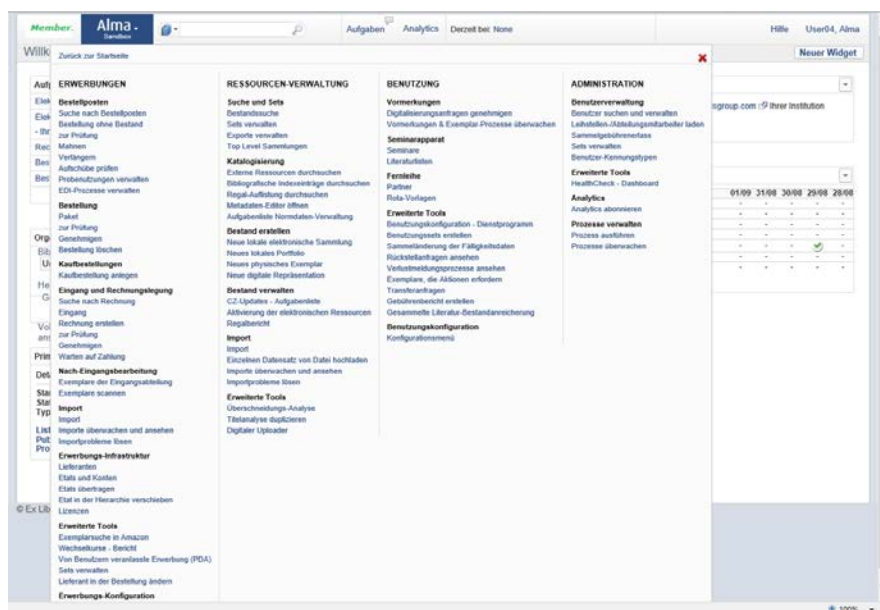 Member.
Alma
Sandbox
Aufgaben
Analytics
Derzeit bei: None
Hilfe
User04, Alma
Neuer Widget
Willk
Zurück zur Startseite
ERWERBUNGEN
Bestellposten
Suche nach Bestellposten
Bestellung ohne Bestand
zur Prüfung
Mahnen
Verlängern
Aufschübe prüfen
Probenutzungen verwalten
EDI-Prozesse verwalten
Bestellung
Paket
zur Prüfung
Genehmigen
Bestellung löschen
Kaufbestellungen
Kaufbestellung anlegen
Eingang und Rechnungslegung
Suche nach Rechnung
Eingang
Rechnung erstellen
zur Prüfung
Genehmigen
Warten auf Zahlung
Nach-Eingangsbearbeitung
Exemplare der Eingangsabteilung
Exemplare scannen
Import
Import
Importe überwachen und ansehen
Importprobleme lösen
Erwerbungs-Infrastruktur
Lieferanten
Etats und Konten
Etats übertragen
Etat in der Hierarchie verschieben
Lizenzen
Erweiterte Tools
Exemplarsuche in Amazon
Wechselkurse - Bericht
Von Benutzern veranlasste Erwerbung (PDA)
Sets verwalten
Lieferant in der Bestellung ändern
Erwerbungs-Konfiguration
RESSOURCEN-VERWALTUNG
Suche und Sets
Bestandssuche
Sets verwalten
Exporte verwalten
Top Level Sammlungen
Katalogisierung
Externe Ressourcen durchsuchen
Bibliografische Indexeinträge durchsuchen
Regal-Auflistung durchsuchen
Metadaten-Editor öffnen
Aufgabenliste Normdaten-Verwaltung
Bestand erstellen
Neue lokale elektronische Sammlung
Neues lokales Portfolio
Neues physisches Exemplar
Neue digitale Repräsentation
Bestand verwalten
CZ-Updates - Aufgabenliste
Aktivierung der elektronischen Ressourcen
Regalbericht
Import
Import
Einzelnen Datensatz von Datei hochladen
Importe überwachen und ansehen
Importprobleme lösen
Erweiterte Tools
Überschneidungs-Analyse
Titelanalyse duplizieren
Digitaler Uploader
BENUTZUNG
Vormerkungen
Digitalisierungsanfragen genehmigen
Vormerkungen & Exemplar-Prozesse überwachen
Seminarapparat
Seminare
Literaturlisten
Fernleihe
Partner
Rota-Vorlagen
Erweiterte Tools
Benutzungskonfiguration - Dienstprogramm
Benutzungssets erstellen
Sammeländerung der Fälligkeitsdaten
Rückstellanfragen ansehen
Verlustmeldungsprozesse ansehen
Exemplare, die Aktionen erfordern
Transferanfragen
Gebührenbericht erstellen
Gesammelte Literatur-Bestandanreicherung
Benutzungskonfiguration
Konfigurationsmenü
ADMINISTRATION
Benutzerverwaltung
Benutzer suchen und verwalten
Leihstellen-/Abteilungsmitarbeiter laden
Sammelgebührenerlass
Sets verwalten
Benutzer-Kennungstypen
Erweiterte Tools
HealthCheck - Dashboard
Analytics
Analytics abonnieren
Prozesse verwalten
Prozess ausführen
Prozesse überwachen
sgroup.com
Ihrer Institution
01/09 31/08 30/08 29/08 28/08
© Ex Lib
100%